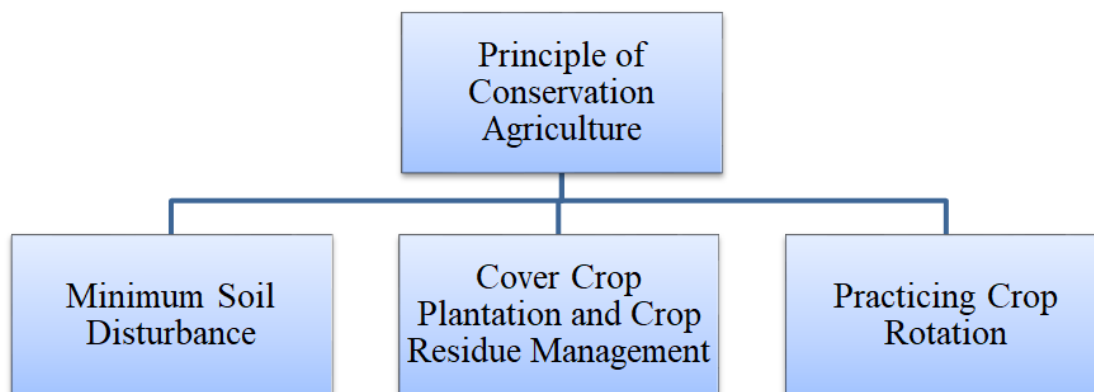 Principle of
Conservation
Agriculture
Minimum Soil
Disturbance
Cover Crop
Plantation and Crop
Residue Management
Practicing Crop
Rotation